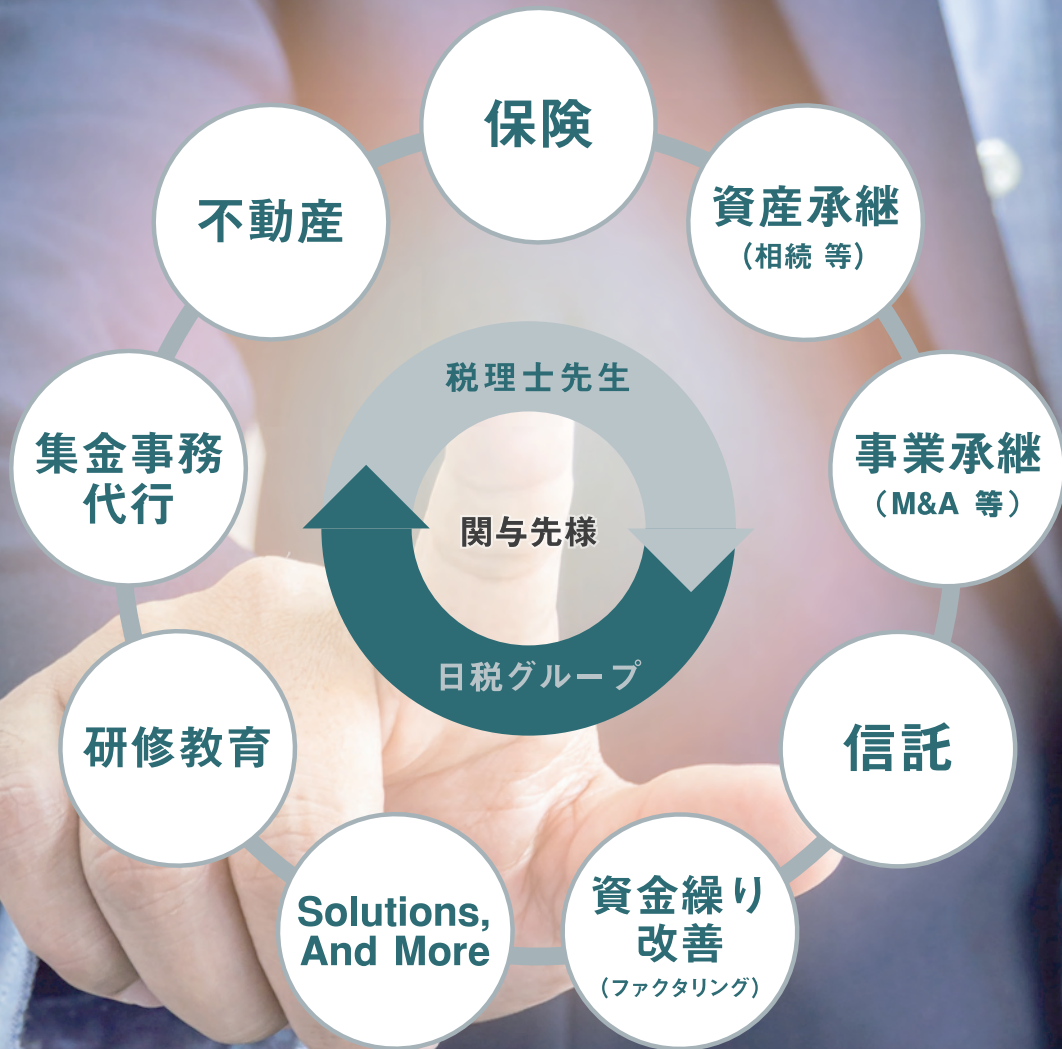 保険
資産承継
（相続 等）
事業承継
（M&A 等）
信託
資金繰り
改善
（ファクタリング）
Solutions,
And More
研修教育
集金事務
代行
不動産
税理士先生
関与先様
日税グループ